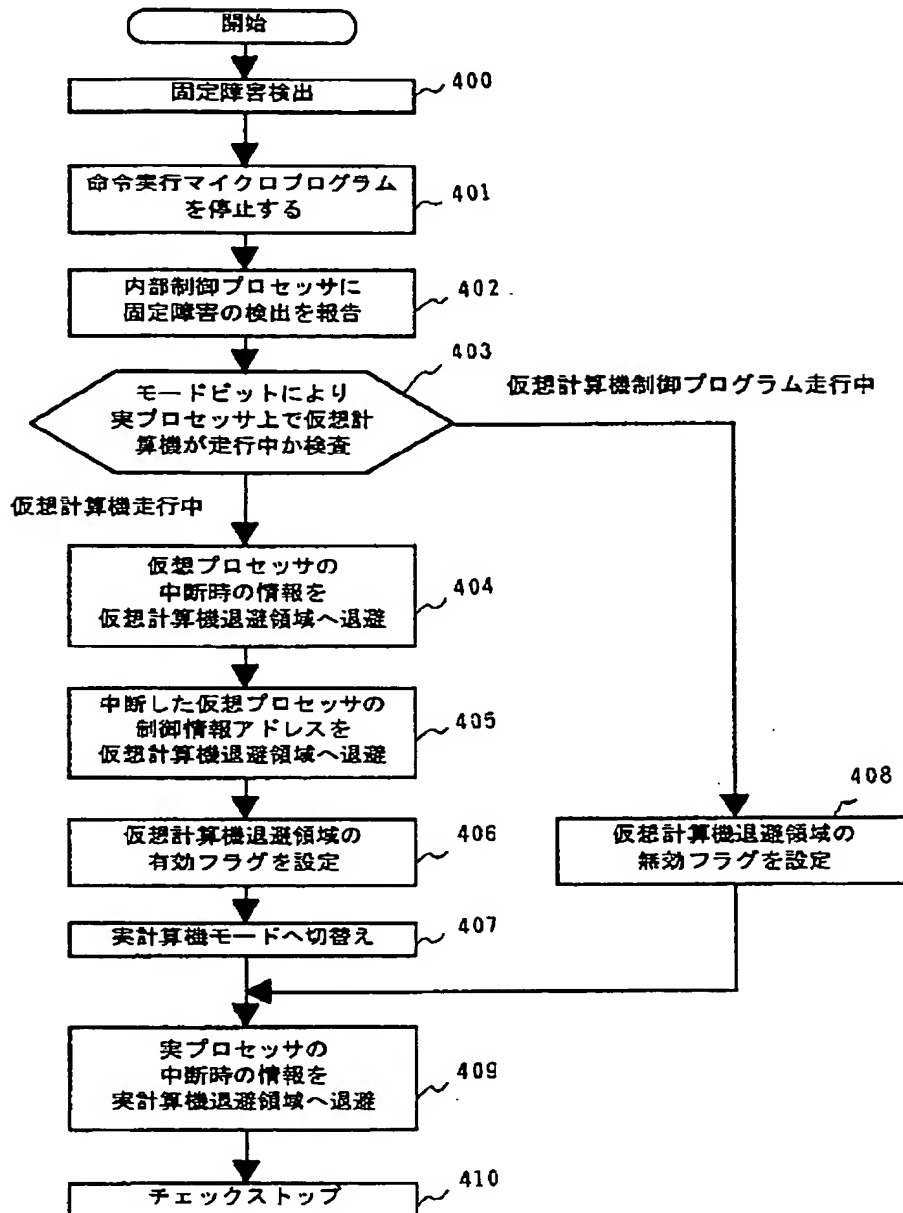 開始
固定障害検出
400
命令実行マイクロプログラム
を停止する
401
内部制御プロセッサに
固定障害の検出を報告
402
403
モードビットにより
実プロセッサ上で仮想計
算機が走行中か検査
仮想計算機制御プログラム走行中
仮想計算機走行中
仮想プロセッサの
中断時の情報を
仮想計算機退避領域へ退避
404
中断した仮想プロセッサの
制御情報アドレスを
仮想計算機退避領域へ退避
405
仮想計算機退避領域の
有効フラグを設定
406
408
仮想計算機退避領域の
無効フラグを設定
実計算機モードへ切替え
407
実プロセッサの
中断時の情報を
実計算機退避領域へ退避
409
チェックストップ
410